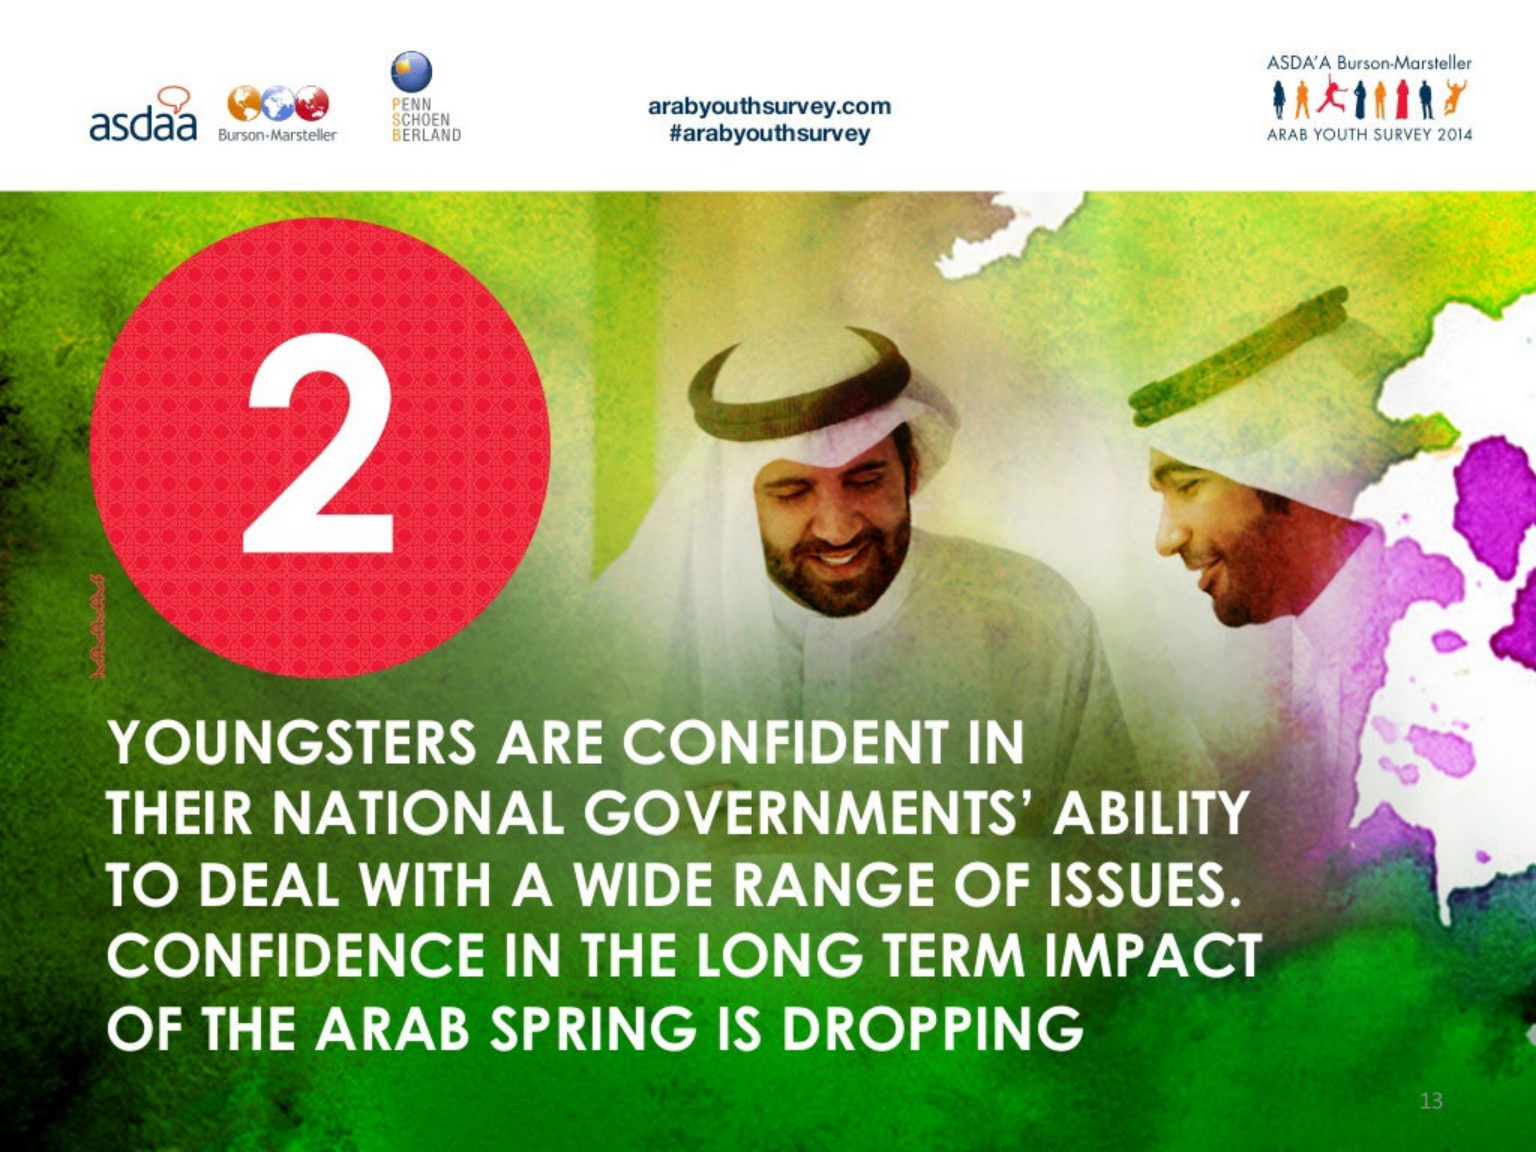 asdaa
Burson-Marsteller
PENN
SCHOEN
BERLAND
arabyouthsurvey.com
#arabyouthsurvey
ASDA'A Burson-Marsteller
ARAB YOUTH SURVEY 2014
2
YOUNGSTERS ARE CONFIDENT IN
THEIR NATIONAL GOVERNMENTS’ ABILITY
TO DEAL WITH A WIDE RANGE OF ISSUES.
CONFIDENCE IN THE LONG TERM IMPACT
OF THE ARAB SPRING IS DROPPING
13